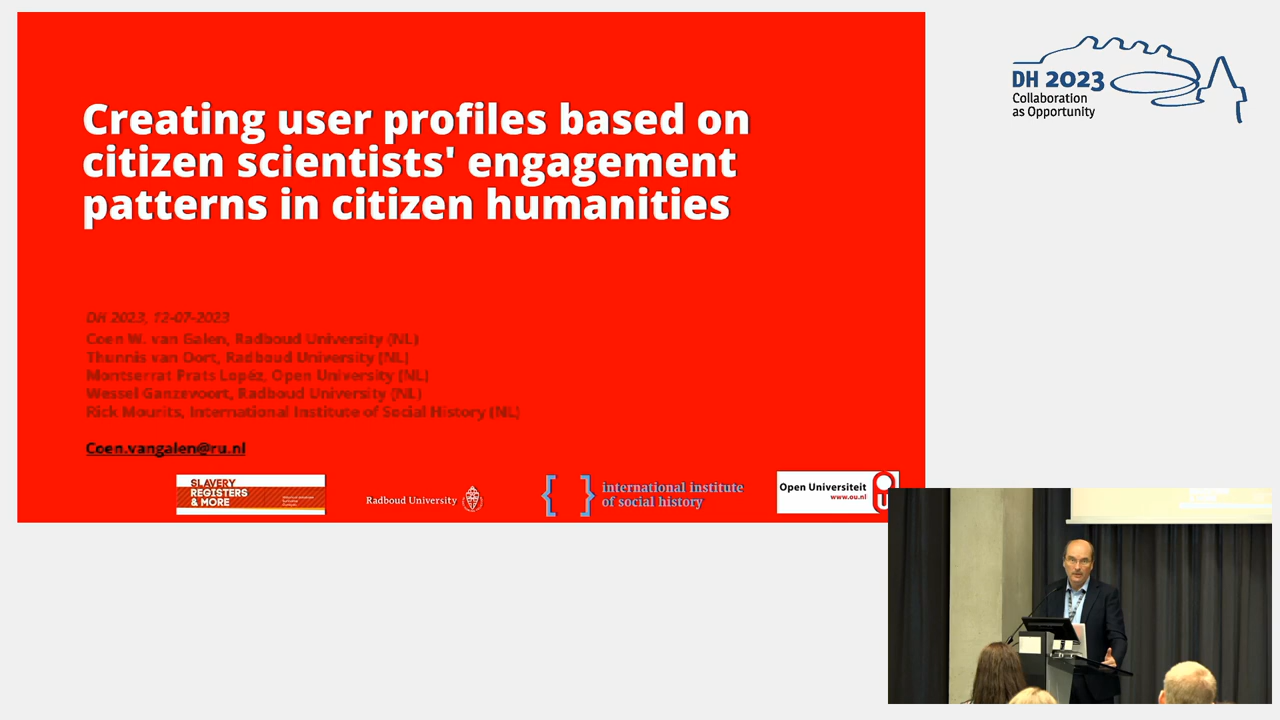 Creating user profiles based on
citizen scientists' engagement
patterns in citizen humanities
DH 2023, 12-07-2023
Coen W. van Galen, Radboud University (NL)
Thunnis van Oort, Radboud University (NL)
Montserrat Prats Lopéz, Open University (NL)
Wessel Ganzevoort, Radboud University (NL)
Rick Mourits, International Institute of Social History (NL)
Coen.vangalen@ru.nl
SLAVERY
REGISTERS
& MORE
Radboud University
international institute
of social history
Open Universiteit
www.ou.nl
DH 2023
Collaboration
as Opportunity